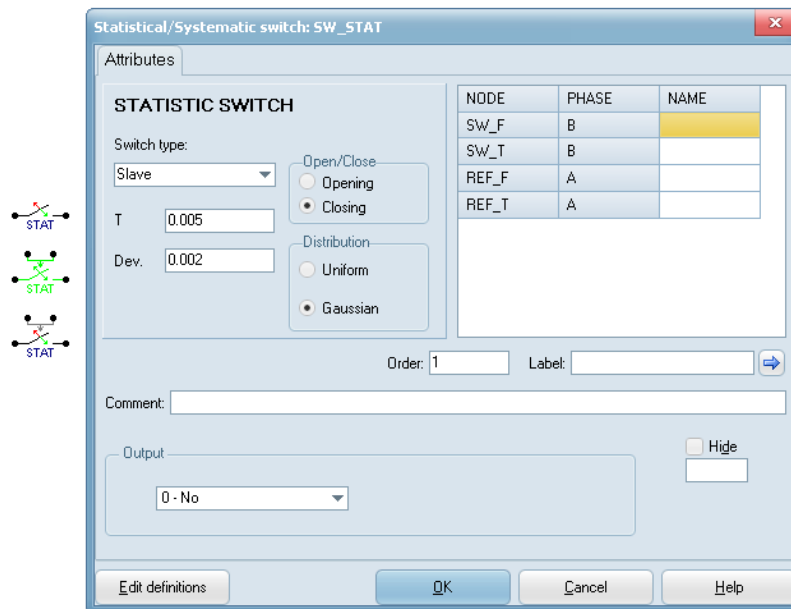 Statistical/Systematic switch: SW_STAT
Attributes
STATISTIC SWITCH
Switch type:
Slave
T 0.005
Dev. 0.002
Open/Close
Opening
Closing
Distribution
Uniform
Gaussian
NODE PHASE NAME
SW_F B
SW_T B
REF_F A
REF_T A
STAT
STAT
STAT
Order: 1 Label:
Comment:
Output
0 - No
Hide
Edit definitions OK Cancel Help